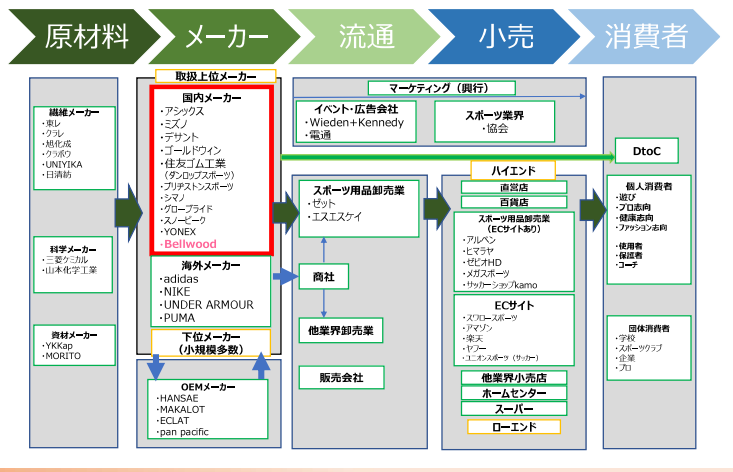 原材料
メーカー
流通
小売
消費者
繊維メーカー
・東レ
・クラレ
・旭化成
・クラボウ
・UNIYIKA
・日清紡
科学メーカー
・三菱ケミカル
・山本化学工業
資材メーカー
・YKKap
・MORITO
取扱上位メーカー
国内メーカー
・アシックス
・ミズノ
・デサント
・ゴールドウィン
・住友ゴム工業
（ダンロップスポーツ）
・ブリヂストンスポーツ
・シマノ
・グローブライド
・スノーピーク
・YONEX
・Bellwood
海外メーカー
・adidas
・NIKE
・UNDER ARMOUR
・PUMA
下位メーカー
（小規模多数）
OEMメーカー
・HANSAE
・MAKALOT
・ECLAT
・pan pacific
マーケティング（興行）
イベント・広告会社
・Wieden+Kennedy
・電通
スポーツ業界
・協会
スポーツ用品卸売業
・ゼット
・エスエスケイ
商社
他業界卸売業
販売会社
ハイエンド
直営店
百貨店
スポーツ用品卸売業
（ECサイトあり）
・アルペン
・ヒマラヤ
・ゼビオHD
・メガスポーツ
・サッカーショップkamo
ECサイト
・スワロースポーツ
・アマゾン
・楽天
・ヤフー
・ユニオンスポーツ（サッカー）
他業界小売店
ホームセンター
スーパー
ローエンド
DtoC
個人消費者
・遊び
・プロ志向
・健康志向
・ファッション志向
・使用者
・保護者
・コーチ
団体消費者
・学校
・スポーツクラブ
・企業
・プロ